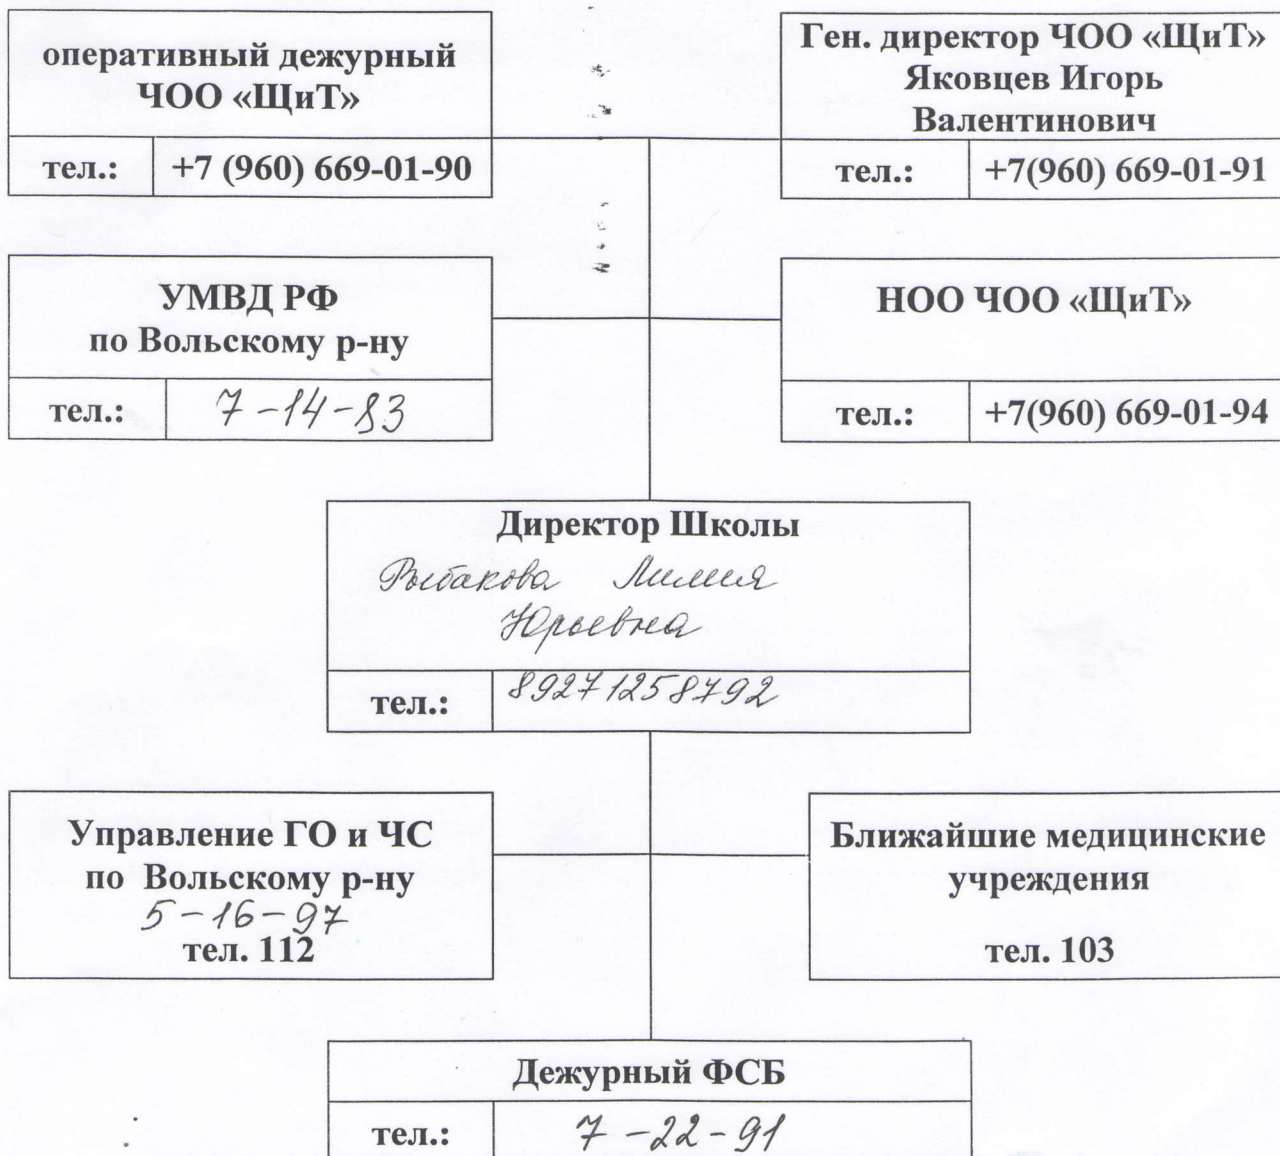 оперативный дежурный
ЧОО «ЩиТ»
тел.: +7 (960) 669-01-90
Ген. директор ЧОО «ЩиТ»
Яковцев Игорь
Валентинович
тел.: +7(960) 669-01-91
УМВД РФ
по Вольскому р-ну
тел.: 7-14-83
НОО ЧОО «ЩиТ»
тел.: +7(960) 669-01-94
Директор Школы
Рыбакова Лилия
Юрьевна
тел.: 89271258792
Управление ГО и ЧС
по Вольскому р-ну
5-16-97
тел. 112
Ближайшие медицинские
учреждения
тел. 103
Дежурный ФСБ
тел.: 7-22-91